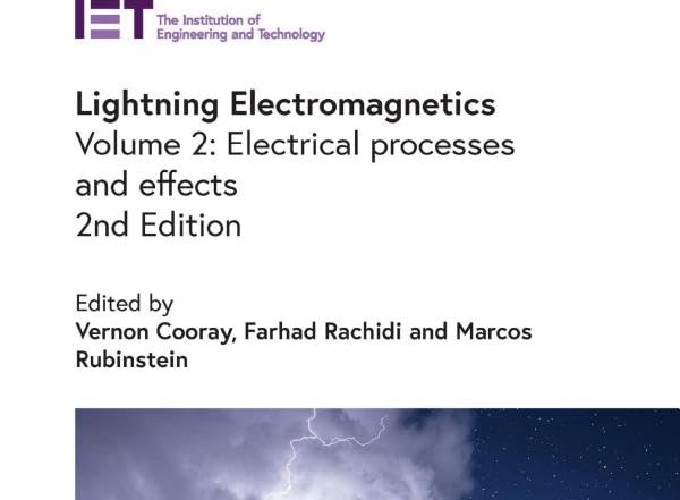 IET
The Institution of
Engineering and Technology
Lightning Electromagnetics
Volume 2: Electrical processes
and effects
2nd Edition
Edited by
Vernon Cooray, Farhad Rachidi and Marcos
Rubinstein